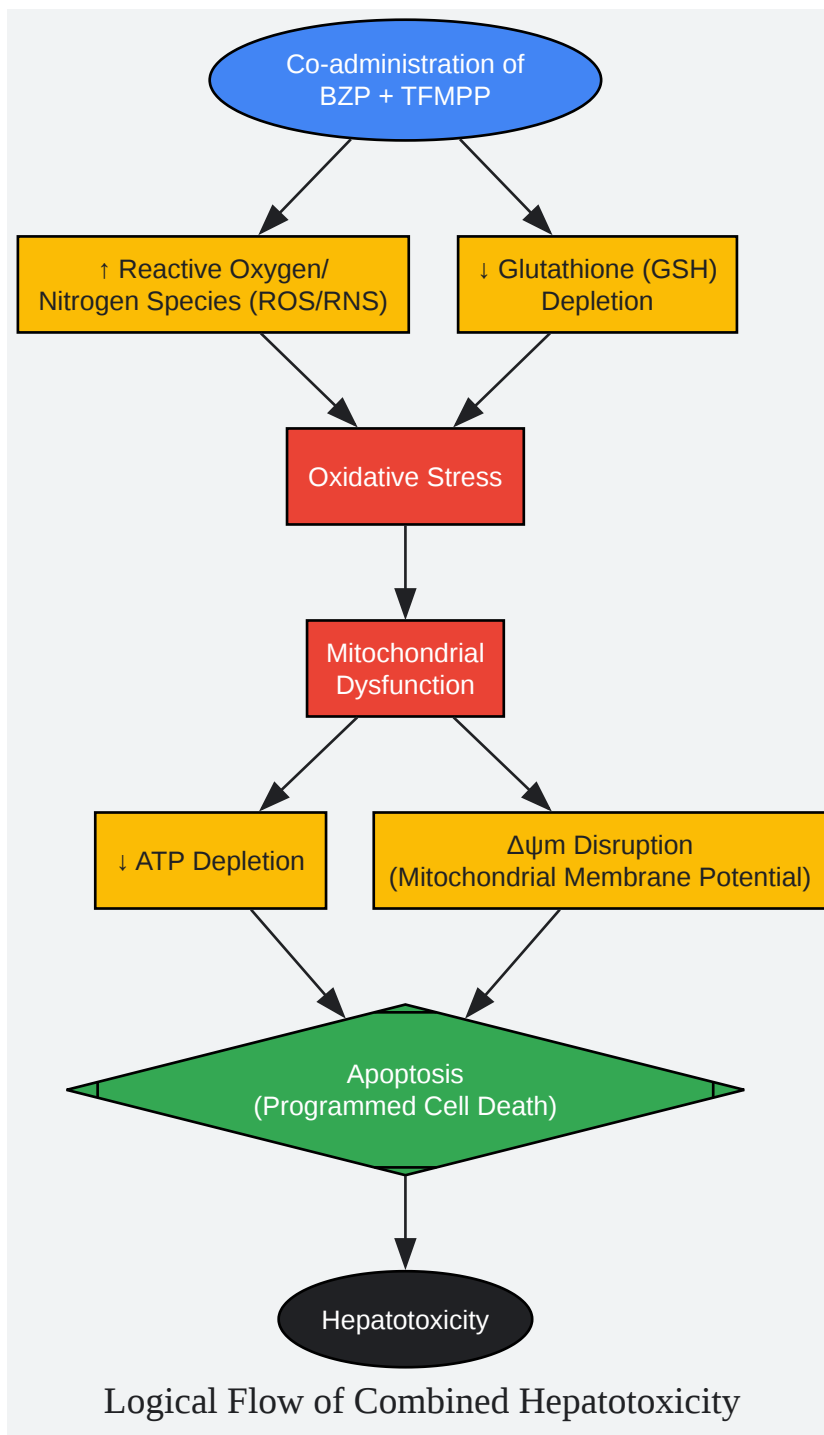 Co-administration of
BZP + TFMPP
↑ Reactive Oxygen/
Nitrogen Species (ROS/RNS)
↓ Glutathione (GSH)
Depletion
Oxidative Stress
Mitochondrial
Dysfunction
↓ ATP Depletion
Δψm Disruption
(Mitochondrial Membrane Potential)
Apoptosis
(Programmed Cell Death)
Hepatotoxicity
Logical Flow of Combined Hepatotoxicity